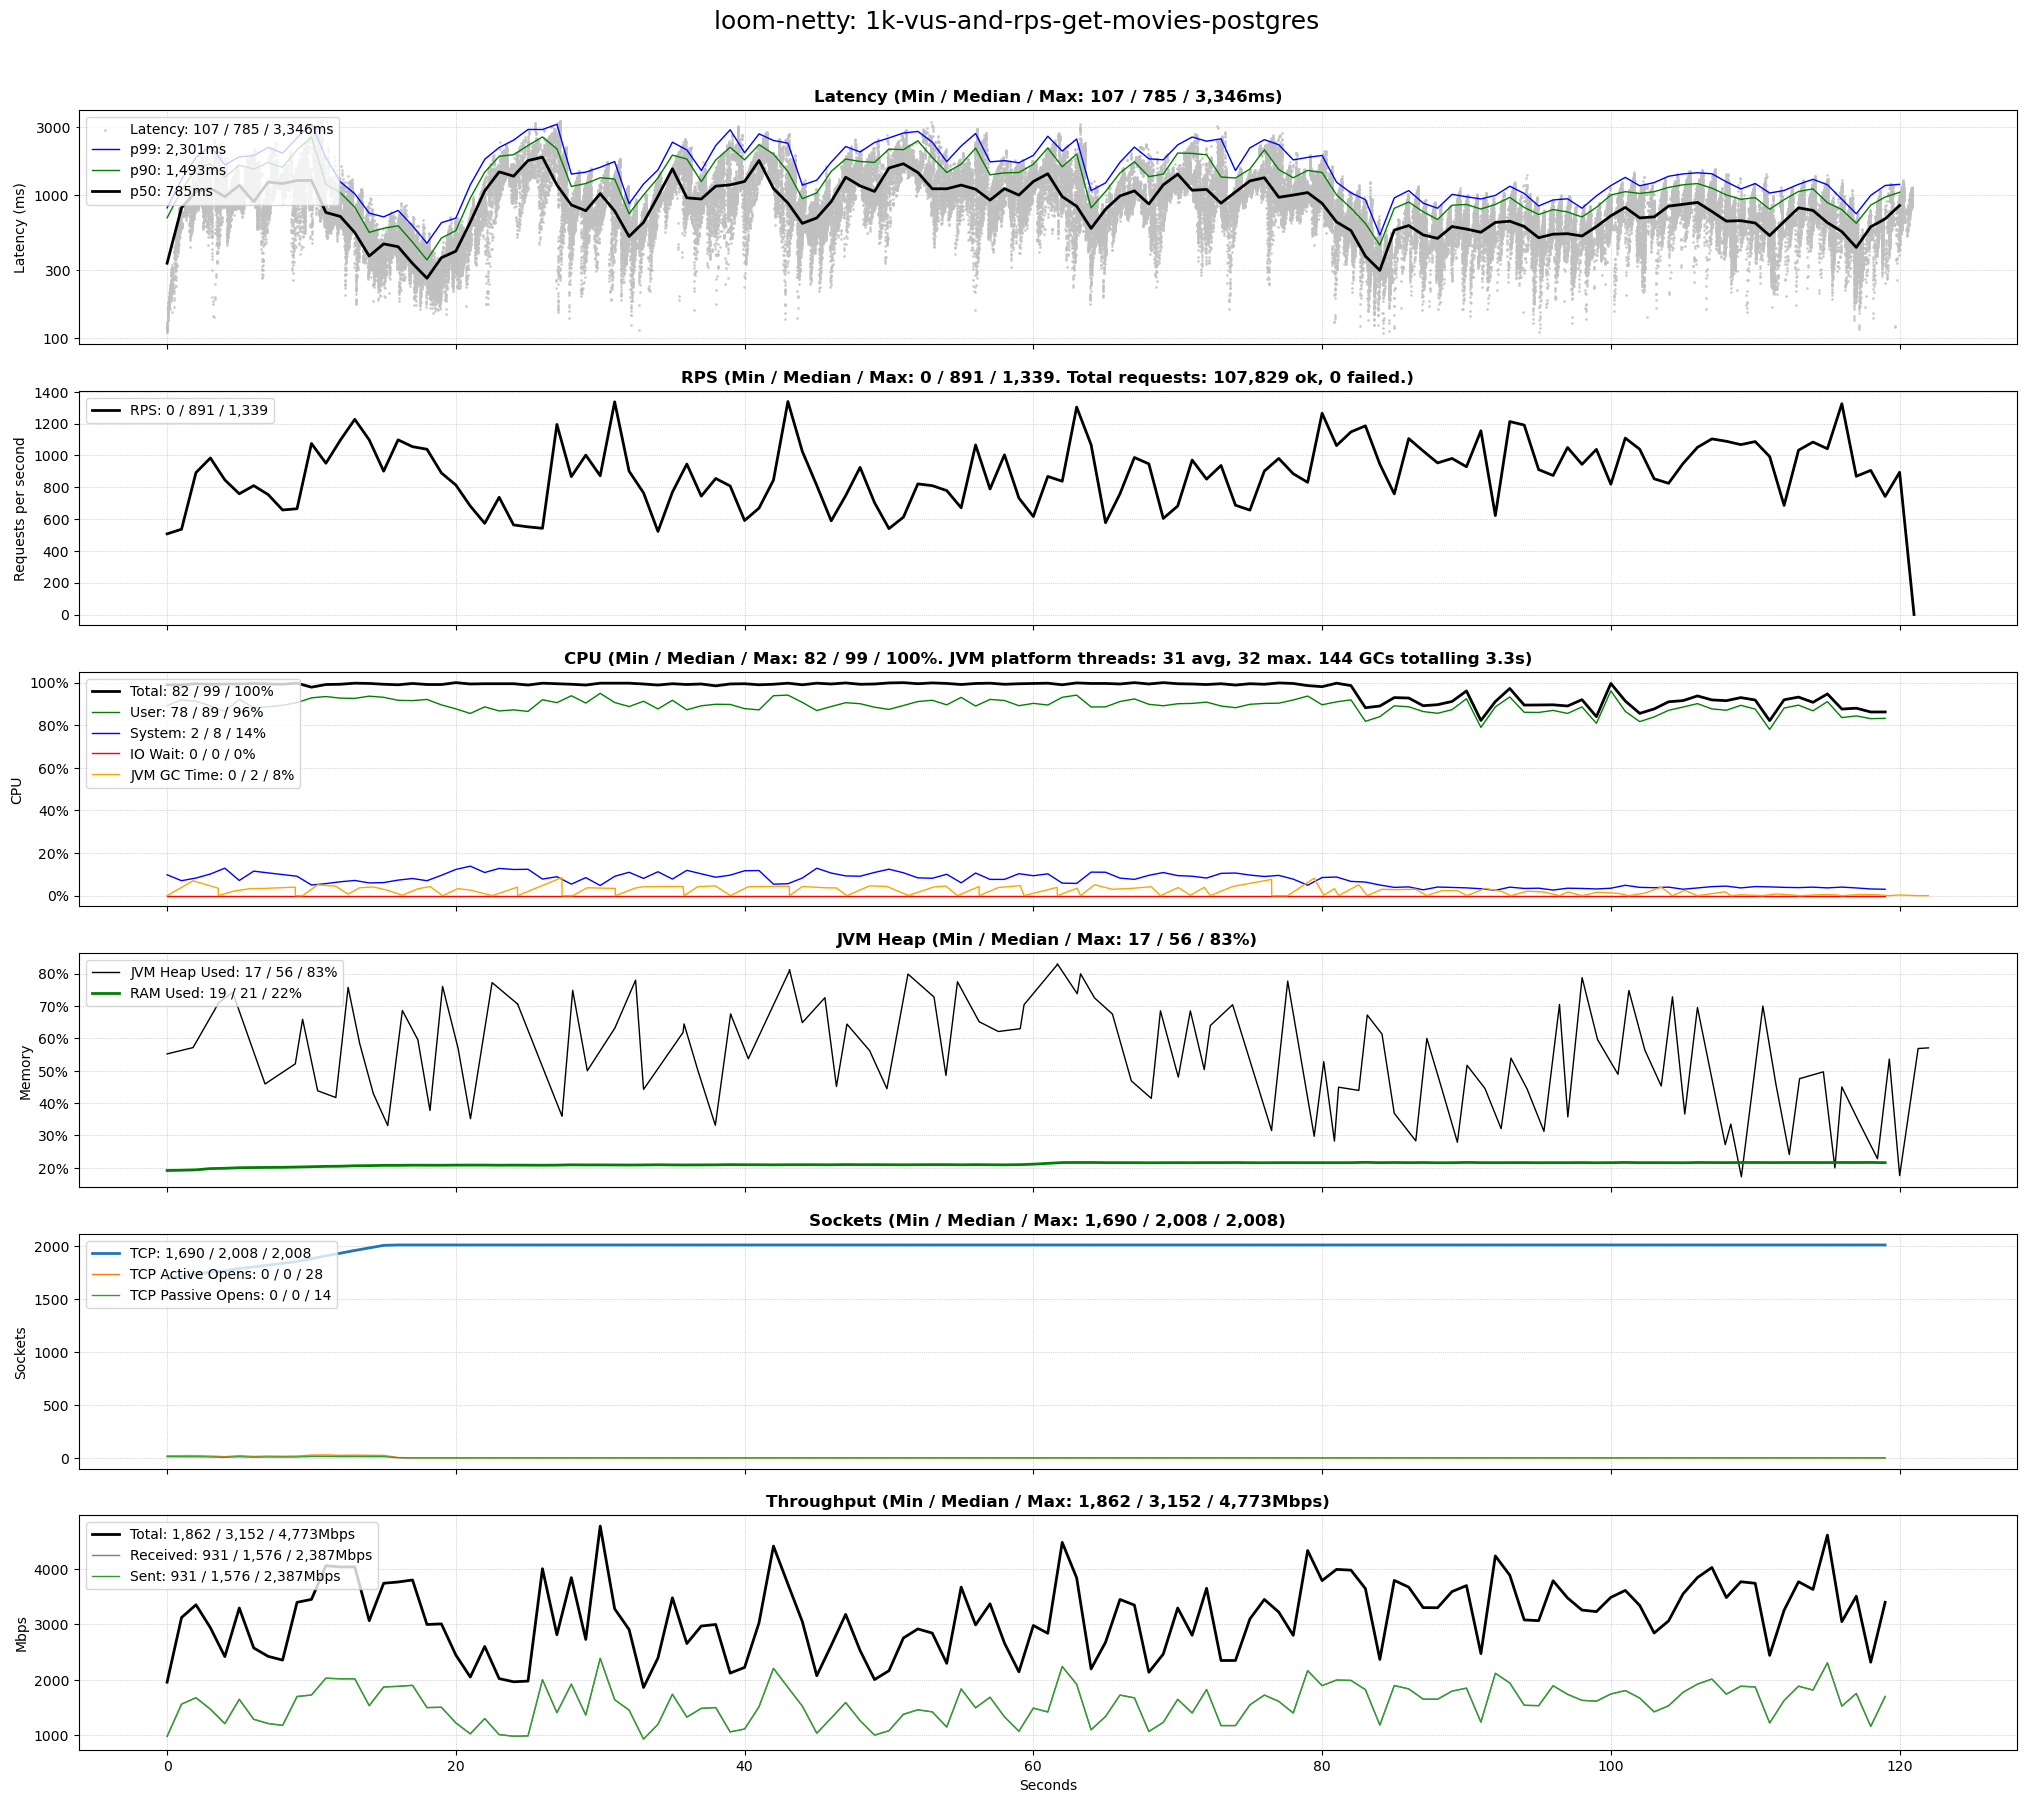 loom-netty: 1k-vus-and-rps-get-movies-postgres
Latency (Min / Median / Max: 107 / 785 / 3,346ms)
Latency (ms)
3000
1000
300
100
Latency: 107 / 785 / 3,346ms
p99: 2,301ms
p90: 1,493ms
p50: 785ms
RPS (Min / Median / Max: 0 / 891 / 1,339. Total requests: 107,829 ok, 0 failed.)
Requests per second
1400
1200
1000
800
600
400
200
0
RPS: 0 / 891 / 1,339
CPU (Min / Median / Max: 82 / 99 / 100%. JVM platform threads: 31 avg, 32 max. 144 GCs totalling 3.3s)
CPU
100%
80%
60%
40%
20%
0%
Total: 82 / 99 / 100%
User: 78 / 89 / 96%
System: 2 / 8 / 14%
IO Wait: 0 / 0 / 0%
JVM GC Time: 0 / 2 / 8%
JVM Heap (Min / Median / Max: 17 / 56 / 83%)
Memory
80%
70%
60%
50%
40%
30%
20%
JVM Heap Used: 17 / 56 / 83%
RAM Used: 19 / 21 / 22%
Sockets (Min / Median / Max: 1,690 / 2,008 / 2,008)
Sockets
2000
1500
1000
500
0
TCP: 1,690 / 2,008 / 2,008
TCP Active Opens: 0 / 0 / 28
TCP Passive Opens: 0 / 0 / 14
Throughput (Min / Median / Max: 1,862 / 3,152 / 4,773Mbps)
Mbps
4000
3000
2000
1000
Total: 1,862 / 3,152 / 4,773Mbps
Received: 931 / 1,576 / 2,387Mbps
Sent: 931 / 1,576 / 2,387Mbps
0 20 40 60 80 100 120
Seconds